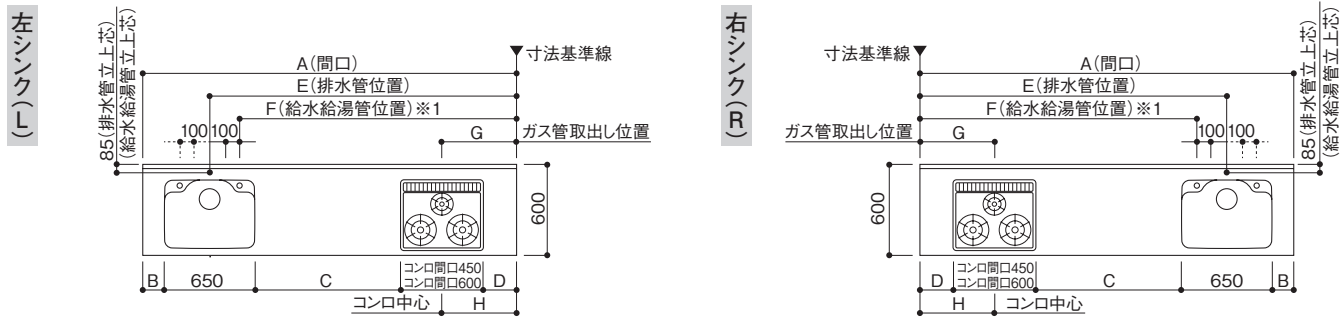 左シンク(L)
85(排水管立上芯)
(給水給湯管立上芯)
寸法基準線
A(間口)
E(排水管位置)
F(給水給湯管位置)※1
100 100
G
ガス管取出し位置
600
B
650
C
コンロ間口450
コンロ間口600
D
コンロ中心
H
右シンク(R)
寸法基準線
A(間口)
E(排水管位置)
F(給水給湯管位置)※1
ガス管取出し位置
G
100 100
85(排水管立上芯)
(給水給湯管立上芯)
600
D
コンロ間口450
コンロ間口600
C
650
B
H
コンロ中心